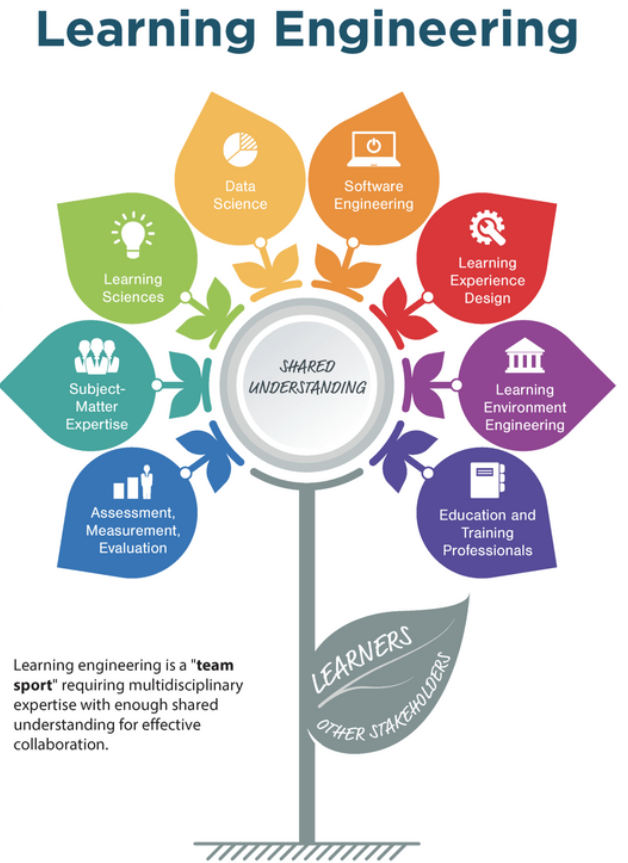 Learning Engineering
Data
Science
Software
Engineering
Learning
Sciences
Learning
Experience
Design
SHARED
UNDERSTANDING
Subject-
Matter
Expertise
Learning
Environment
Engineering
Assessment,
Measurement,
Evaluation
Education and
Training
Professionals
LEARNERS
OTHER STAKEHOLDERS
Learning engineering is a "team
sport" requiring multidisciplinary
expertise with enough shared
understanding for effective
collaboration.